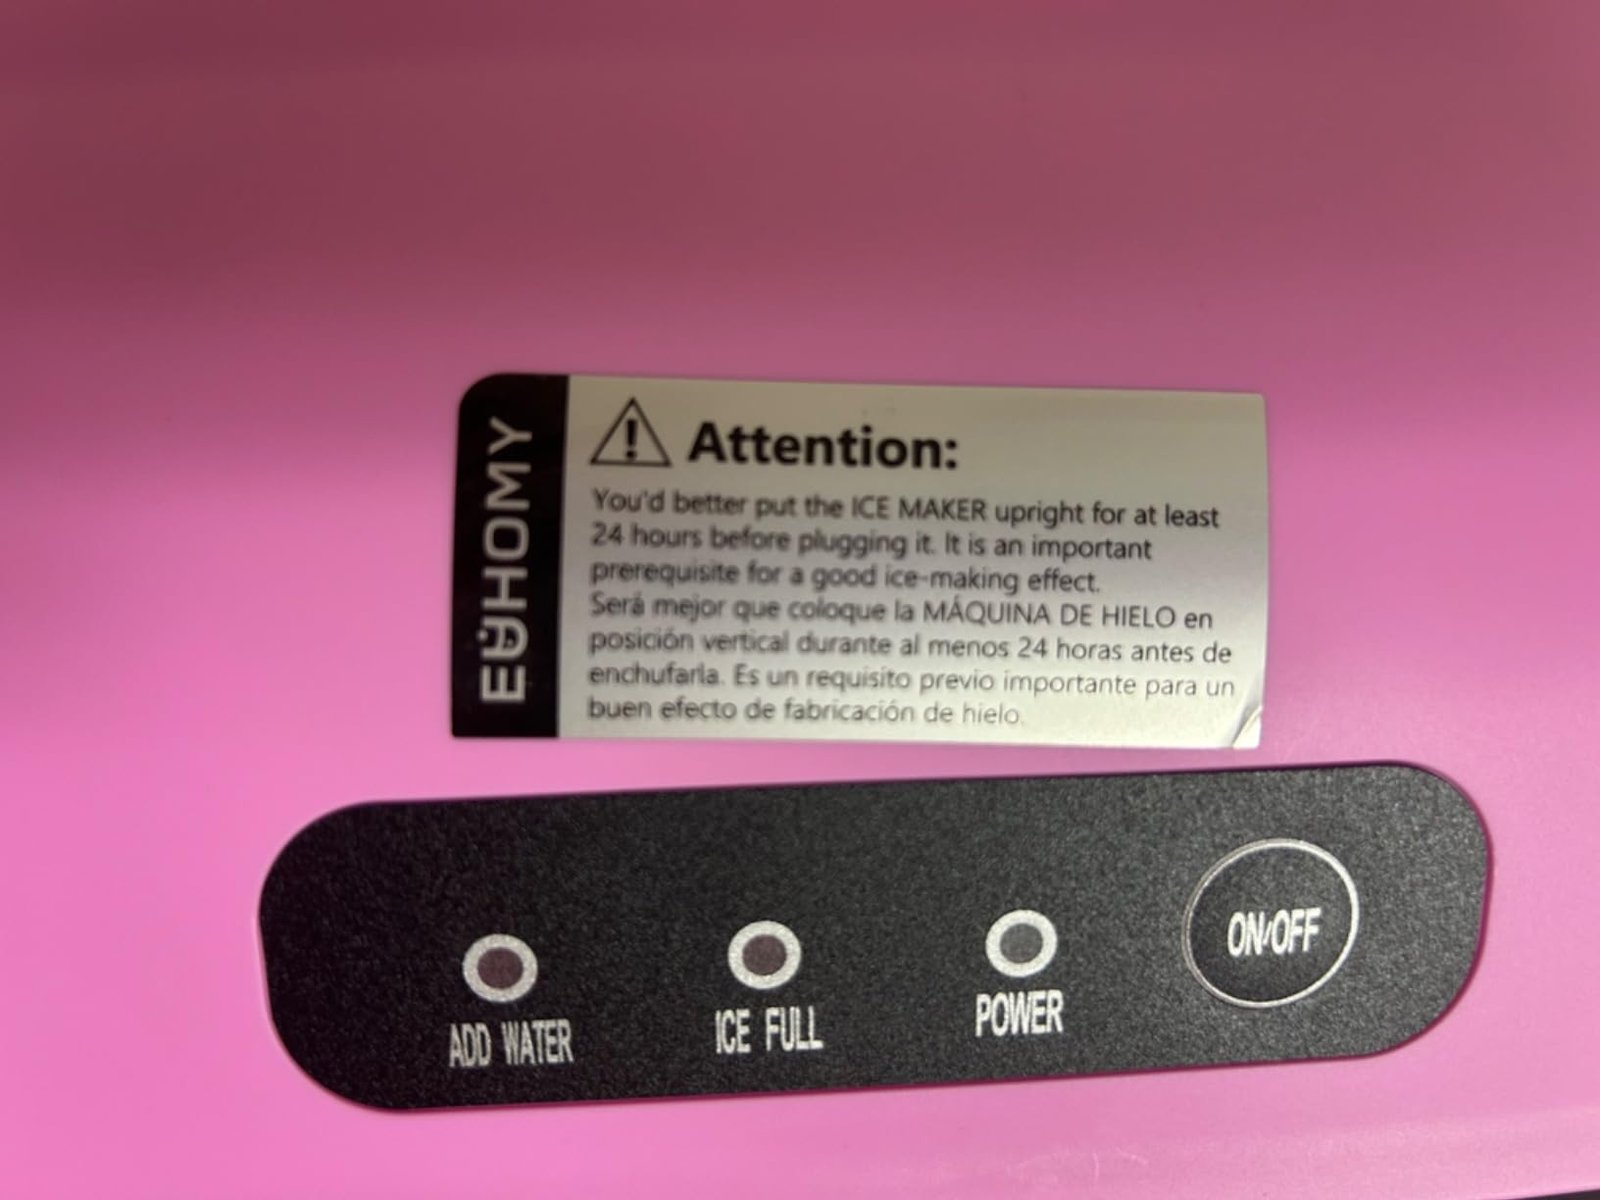 EUHOMY
Attention:
You'd better put the ICE MAKER upright for at least
24 hours before plugging it. It is an important
prerequisite for a good ice-making effect.
Será mejor que coloque la MÁQUINA DE HIELO en
posición vertical durante al menos 24 horas antes de
enchufarla. Es un requisito previo importante para un
buen efecto de fabricación de hielo.
ADD WATER
ICE FULL
POWER
ON/OFF